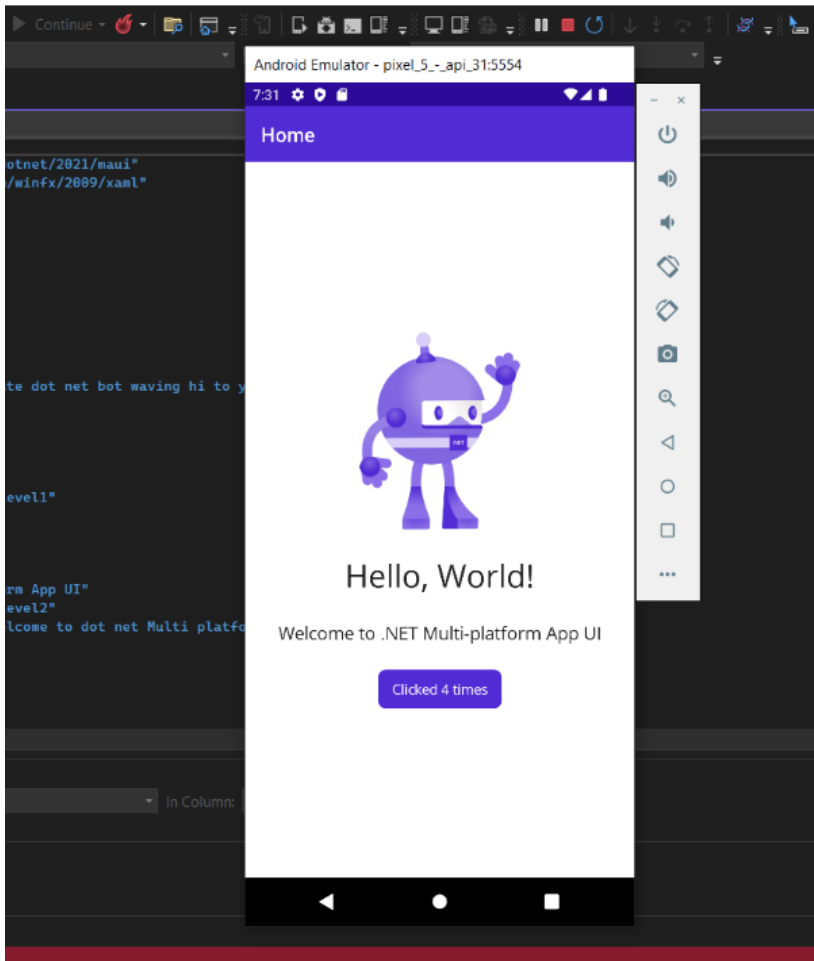 Continue
Android Emulator - pixel_5_-_api_31:5554
7:31
Home
otnet/2021/maui"
/winfx/2009/xaml"
te dot net bot waving hi to y
.NET
evel1"
Hello, World!
rm App UI"
evel2"
lcome to dot net Multi platfo
Welcome to .NET Multi-platform App UI
Clicked 4 times
In Column: